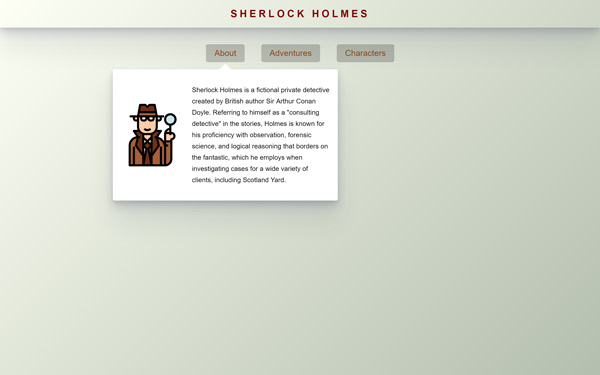 SHERLOCK HOLMES
About Adventures Characters
Sherlock Holmes is a fictional private detective
created by British author Sir Arthur Conan
Doyle. Referring to himself as a "consulting
detective" in the stories, Holmes is known for
his proficiency with observation, forensic
science, and logical reasoning that borders on
the fantastic, which he employs when
investigating cases for a wide variety of
clients, including Scotland Yard.